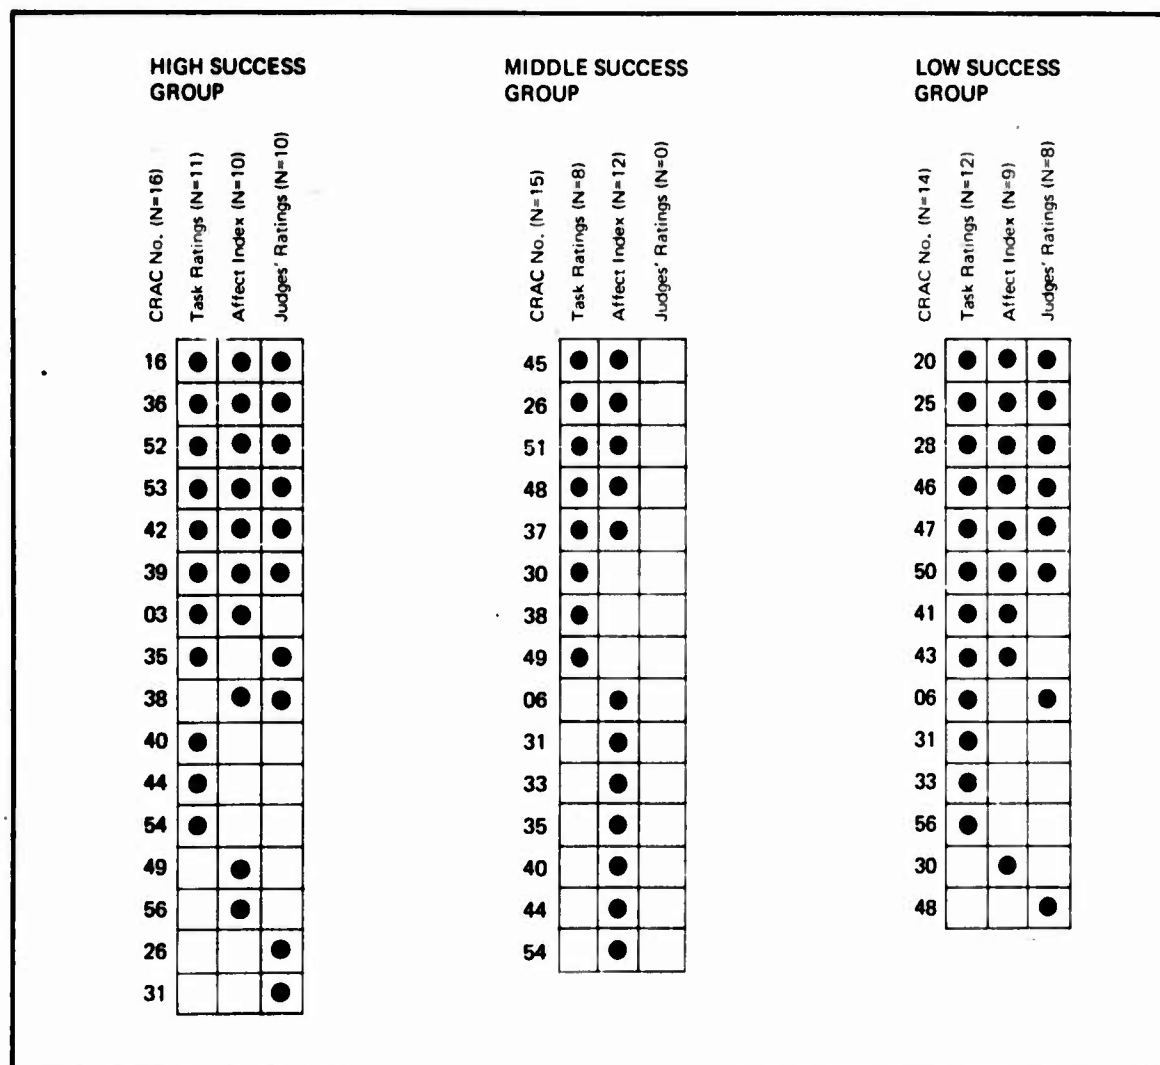 HIGH SUCCESS
GROUP
CRAC No. (N=16)
Task Ratings (N=11)
Affect Index (N=10)
Judges' Ratings (N=10)
16
36
52
53
42
39
03
35
38
40
44
54
49
56
26
31
MIDDLE SUCCESS
GROUP
CRAC No. (N=15)
Task Ratings (N=8)
Affect Index (N=12)
Judges' Ratings (N=0)
45
26
51
48
37
30
38
49
06
31
33
35
40
44
54
LOW SUCCESS
GROUP
CRAC No. (N=14)
Task Ratings (N=12)
Affect Index (N=9)
Judges' Ratings (N=8)
20
25
28
46
47
50
41
43
06
31
33
56
30
48